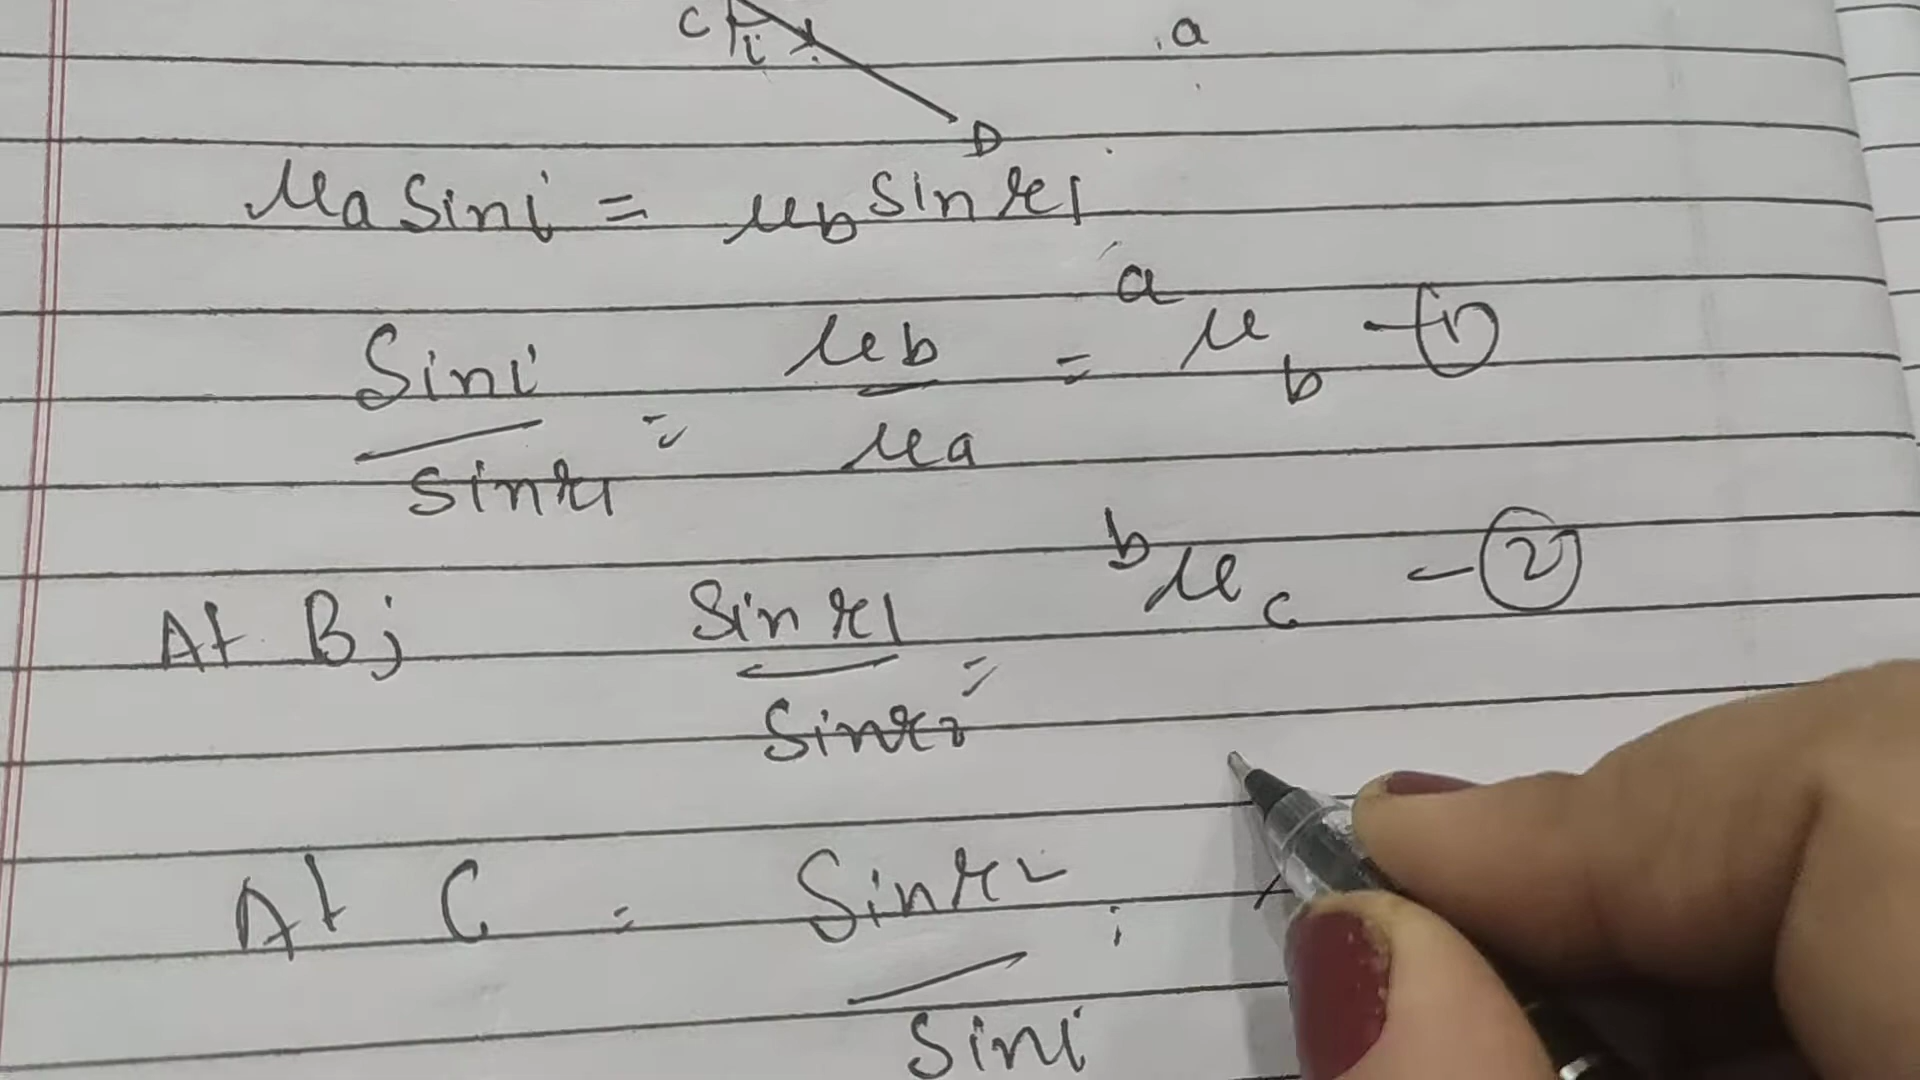 C i a
D
μa sin i = μb sin r1
sin i / sin r1 = μb / μa = aμb - ①
At B; sin r1 / sin r2 = bμc - ②
At C = sin r2 / sin i